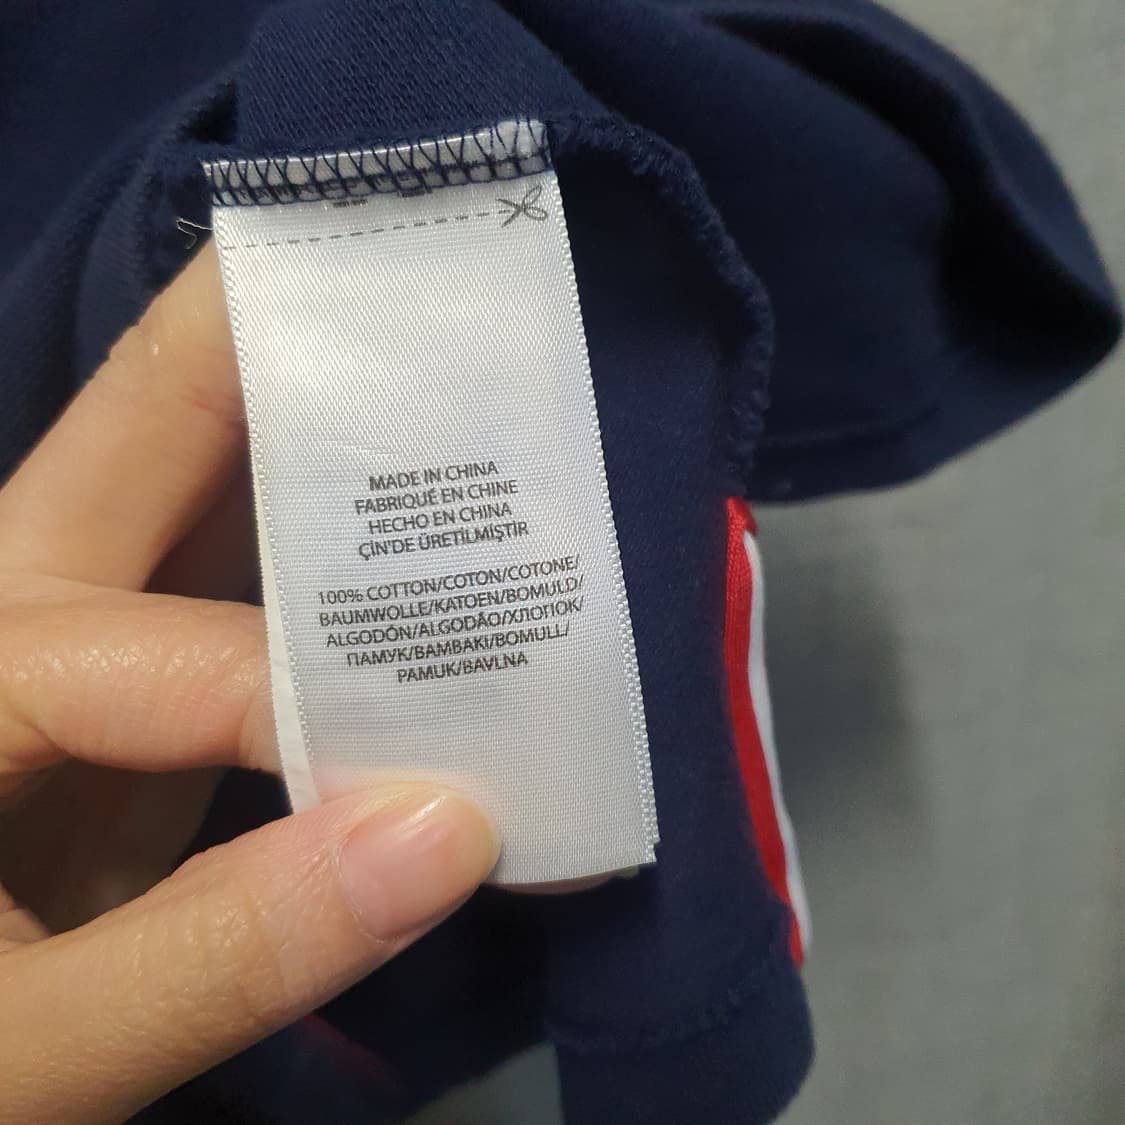 MADE IN CHINA
FABRIQUÉ EN CHINE
HECHO EN CHINA
ÇİN'DE ÜRETİLMİŞTİR
100% COTTON/COTON/COTONE/
BAUMWOLLE/KATOEN/BOMULD/
ALGODÓN/ALGODÃO/ХЛОПОК/
ПАМУК/ΒΑΜΒΑΚΙ/BOMULL/
PAMUK/BAVLNA